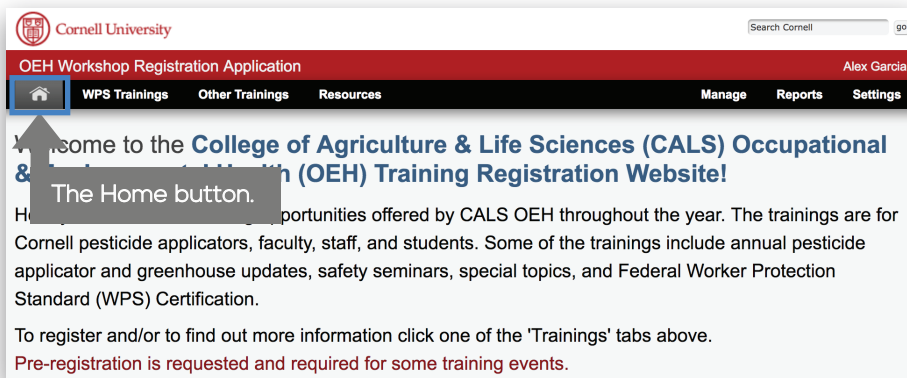 Cornell University
Search Cornell
go
OEH Workshop Registration Application
Alex Garcia
WPS Trainings Other Trainings Resources Manage Reports Settings
come to the College of Agriculture & Life Sciences (CALS) Occupational
& (OEH) Training Registration Website!
The Home button.
opportunities offered by CALS OEH throughout the year. The trainings are for
Cornell pesticide applicators, faculty, staff, and students. Some of the trainings include annual pesticide
applicator and greenhouse updates, safety seminars, special topics, and Federal Worker Protection
Standard (WPS) Certification.
To register and/or to find out more information click one of the 'Trainings' tabs above.
Pre-registration is requested and required for some training events.